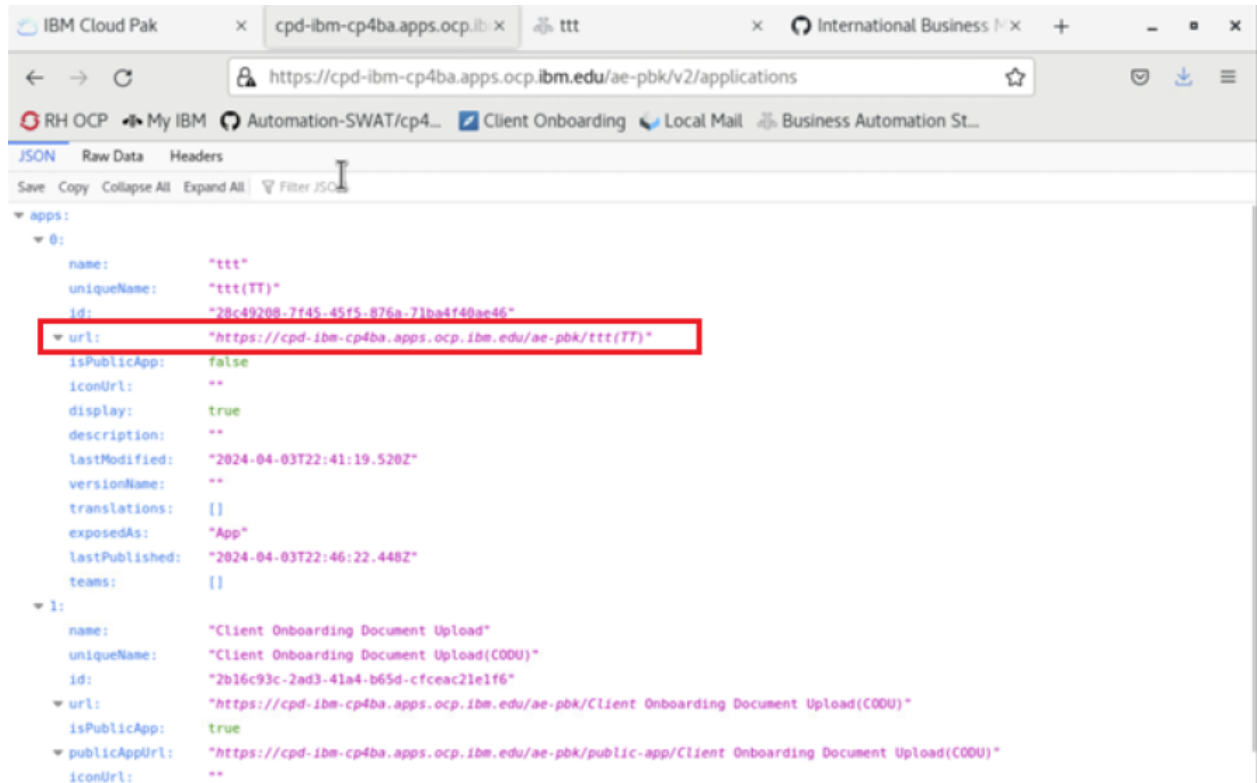 IBM Cloud Pak
cpd-ibm-cp4ba.apps.ocp.ib
ttt
International Business M
https://cpd-ibm-cp4ba.apps.ocp.ibm.edu/ae-pbk/v2/applications
RH OCP My IBM Automation-SWAT/cp4... Client Onboarding Local Mail Business Automation St...
JSON Raw Data Headers
Save Copy Collapse All Expand All Filter JSON
apps:
0:
name: "ttt"
uniqueName: "ttt(TT)"
id: "28c49208-7f45-45f5-876a-71ba4f40ae46"
url: "https://cpd-ibm-cp4ba.apps.ocp.ibm.edu/ae-pbk/ttt(TT)"
isPublicApp: false
iconUrl: ""
display: true
description: ""
lastModified: "2024-04-03T22:41:19.520Z"
versionName: ""
translations: []
exposedAs: "App"
lastPublished: "2024-04-03T22:46:22.448Z"
teams: []
1:
name: "Client Onboarding Document Upload"
uniqueName: "Client Onboarding Document Upload(CODU)"
id: "2b16c93c-2ad3-41a4-b65d-cfceac21e1f6"
url: "https://cpd-ibm-cp4ba.apps.ocp.ibm.edu/ae-pbk/Client Onboarding Document Upload(CODU)"
isPublicApp: true
publicAppUrl: "https://cpd-ibm-cp4ba.apps.ocp.ibm.edu/ae-pbk/public-app/Client Onboarding Document Upload(CODU)"
iconUrl: ""